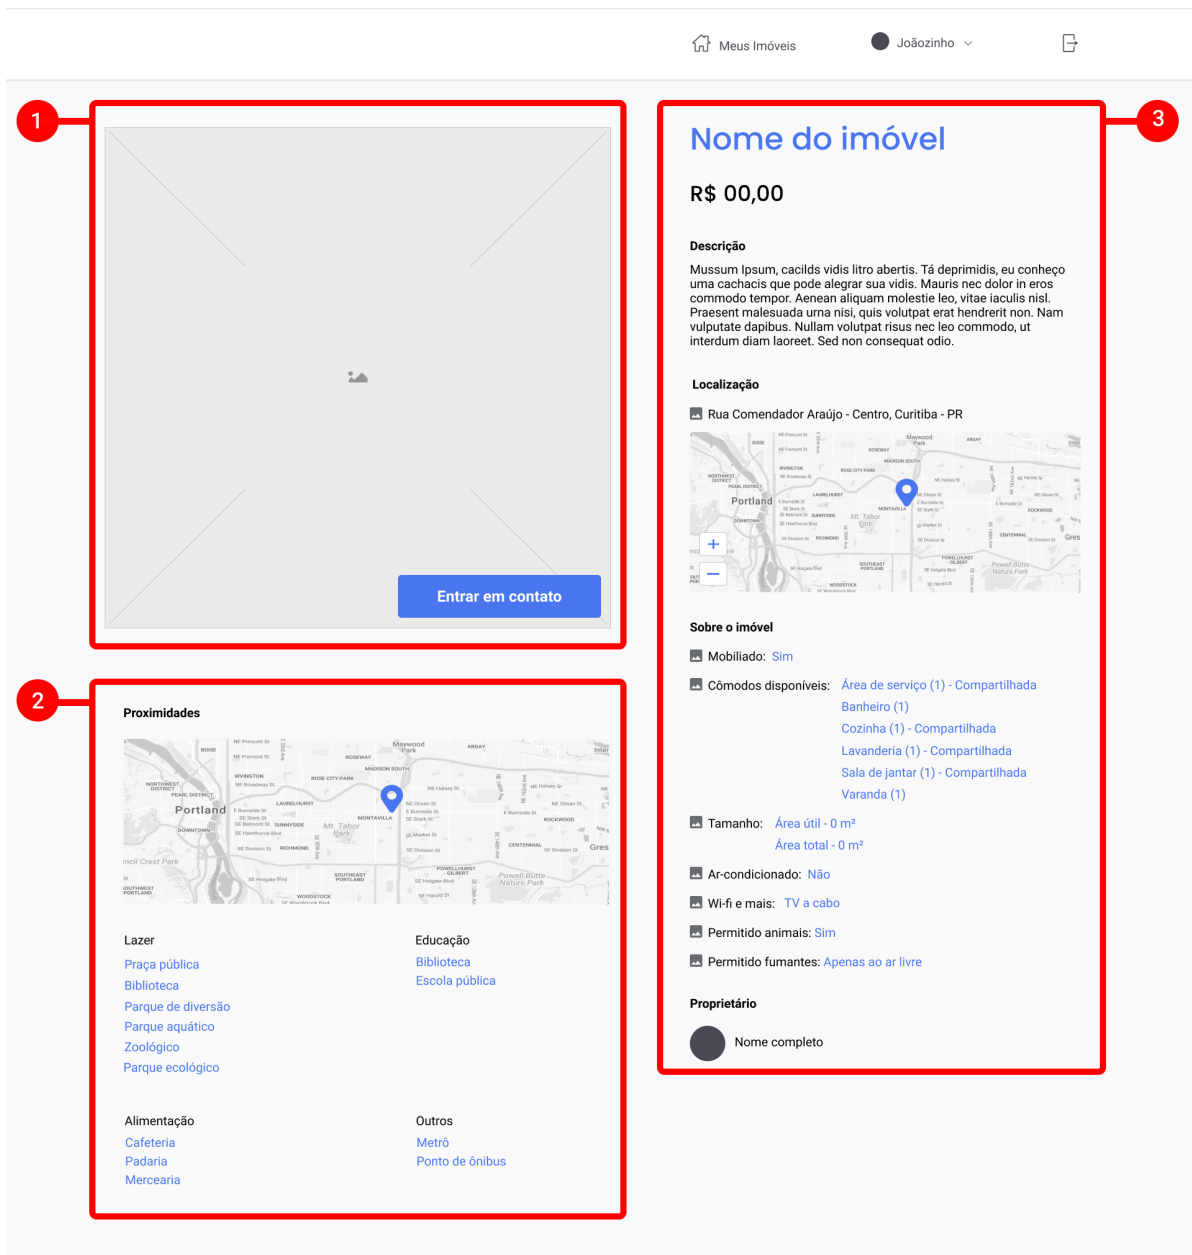 Meus Imóveis
Joãozinho
1
Entrar em contato
2
Proximidades
Portland
Lazer
Praça pública
Biblioteca
Parque de diversão
Parque aquático
Zoológico
Parque ecológico
Educação
Biblioteca
Escola pública
Alimentação
Cafeteria
Padaria
Mercearia
Outros
Metrô
Ponto de ônibus
3
Nome do imóvel
R$ 00,00
Descrição
Mussum Ipsum, cacilds vidis litro abertis. Tá deprimidis, eu conheço
uma cachacis que pode alegrar sua vidis. Mauris nec dolor in eros
commodo tempor. Aenean aliquam molestie leo, vitae iaculis nisl.
Praesent malesuada urna nisi, quis volutpat erat hendrerit non. Nam
vulputate dapibus. Nullam volutpat risus nec leo commodo, ut
interdum diam laoreet. Sed non consequat odio.
Localização
Rua Comendador Araújo - Centro, Curitiba - PR
Portland
+
−
Sobre o imóvel
Mobiliado: Sim
Cômodos disponíveis: Área de serviço (1) - Compartilhada
Banheiro (1)
Cozinha (1) - Compartilhada
Lavanderia (1) - Compartilhada
Sala de jantar (1) - Compartilhada
Varanda (1)
Tamanho: Área útil - 0 m²
Área total - 0 m²
Ar-condicionado: Não
Wi-fi e mais: TV a cabo
Permitido animais: Sim
Permitido fumantes: Apenas ao ar livre
Proprietário
Nome completo